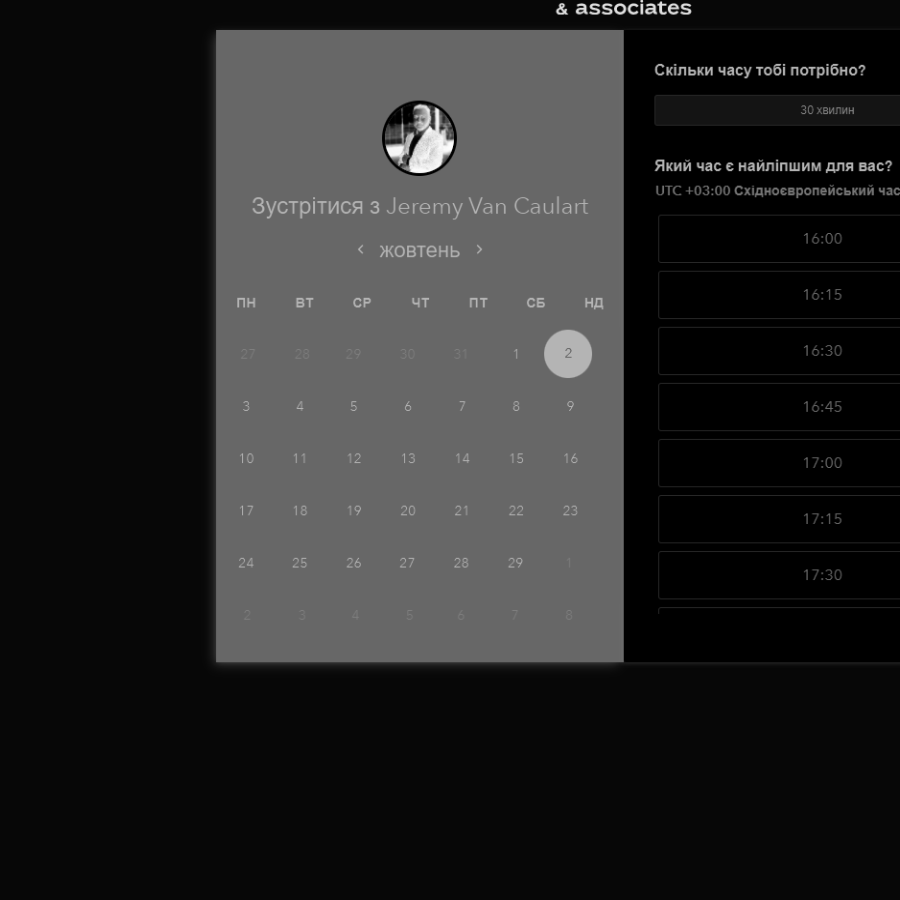 & associates
Зустрітися з Jeremy Van Caulart
жовтень
ПН ВТ СР ЧТ ПТ СБ НД
27 28 29 30 31 1 2
3 4 5 6 7 8 9
10 11 12 13 14 15 16
17 18 19 20 21 22 23
24 25 26 27 28 29 1
2 3 4 5 6 7 8
Скільки часу тобі потрібно?
30 хвилин
Який час є найліпшим для вас?
UTC +03:00 Східноєвропейський час
16:00
16:15
16:30
16:45
17:00
17:15
17:30